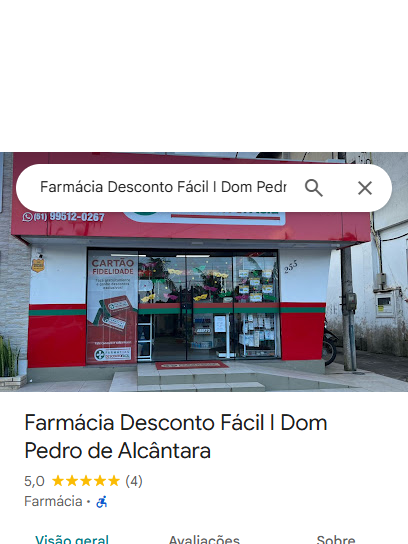 Farmácia Desconto Fácil | Dom Pedr
(51) 99512-0267
255
CARTÃO
FIDELIDADE
Farmácia Desconto Fácil | Dom
Pedro de Alcântara
5,0 (4)
Farmácia ·
Visão geral Avaliações Sobre